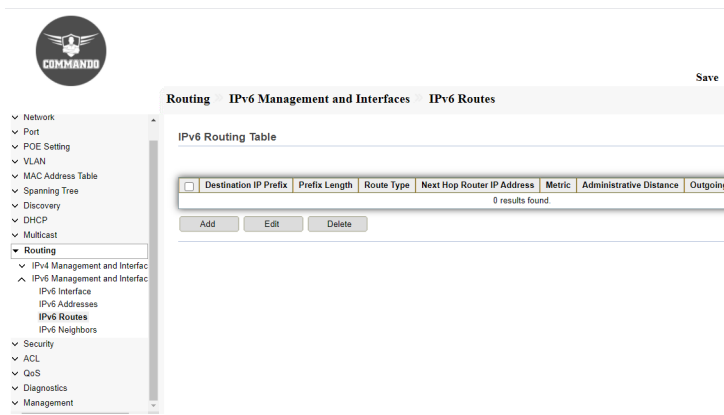 COMMANDO
Save
Routing IPv6 Management and Interfaces IPv6 Routes
Network
Port
POE Setting
VLAN
MAC Address Table
Spanning Tree
Discovery
DHCP
Multicast
Routing
IPv4 Management and Interfac
IPv6 Management and Interfac
IPv6 Interface
IPv6 Addresses
IPv6 Routes
IPv6 Neighbors
Security
ACL
QoS
Diagnostics
Management
IPv6 Routing Table
Destination IP Prefix Prefix Length Route Type Next Hop Router IP Address Metric Administrative Distance Outgoing
0 results found.
Add Edit Delete